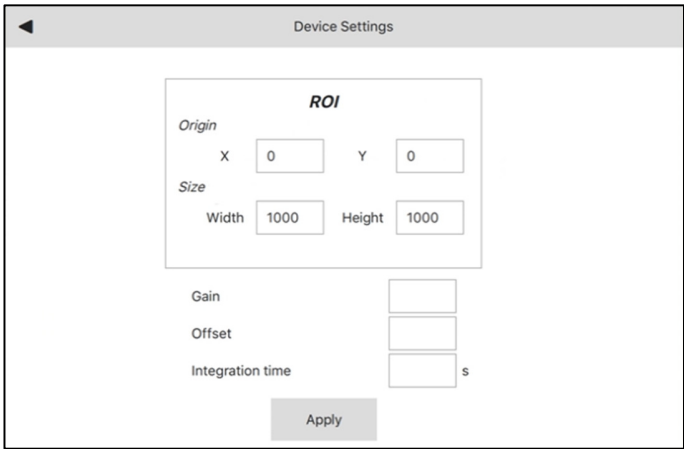 Device Settings
ROI
Origin
X 0 Y 0
Size
Width 1000 Height 1000
Gain
Offset
Integration time s
Apply